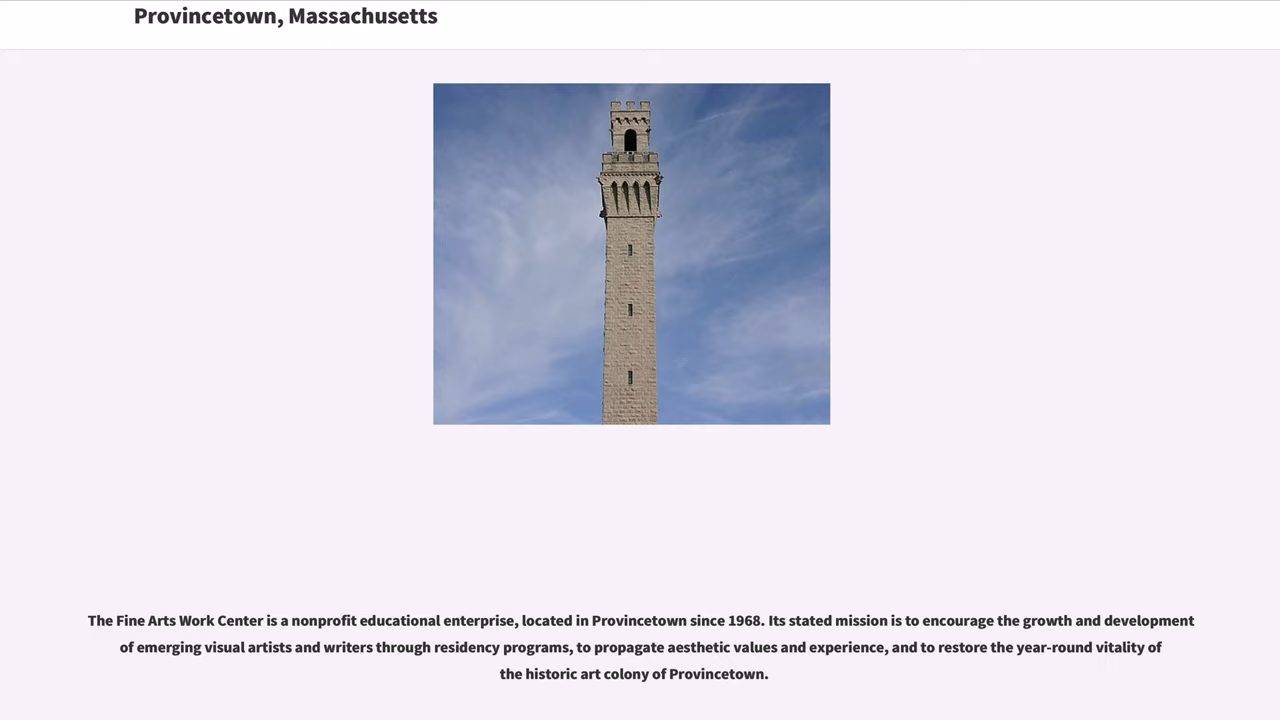 Provincetown, Massachusetts
The Fine Arts Work Center is a nonprofit educational enterprise, located in Provincetown since 1968. Its stated mission is to encourage the growth and development
of emerging visual artists and writers through residency programs, to propagate aesthetic values and experience, and to restore the year-round vitality of
the historic art colony of Provincetown.